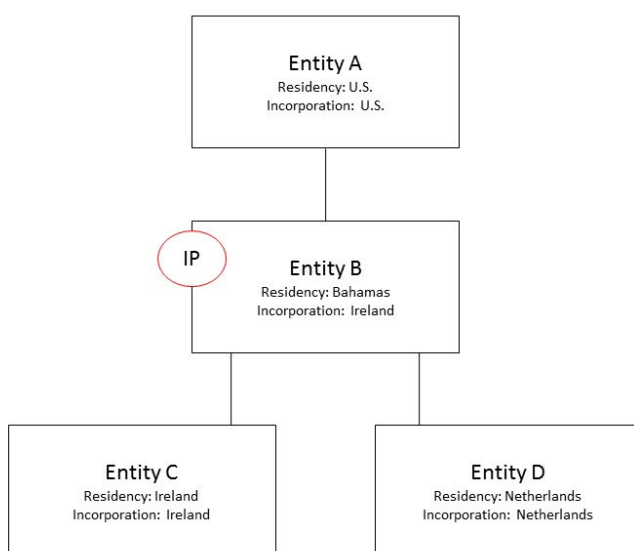 Entity A
Residency: U.S.
Incorporation: U.S.
IP
Entity B
Residency: Bahamas
Incorporation: Ireland
Entity C
Residency: Ireland
Incorporation: Ireland
Entity D
Residency: Netherlands
Incorporation: Netherlands